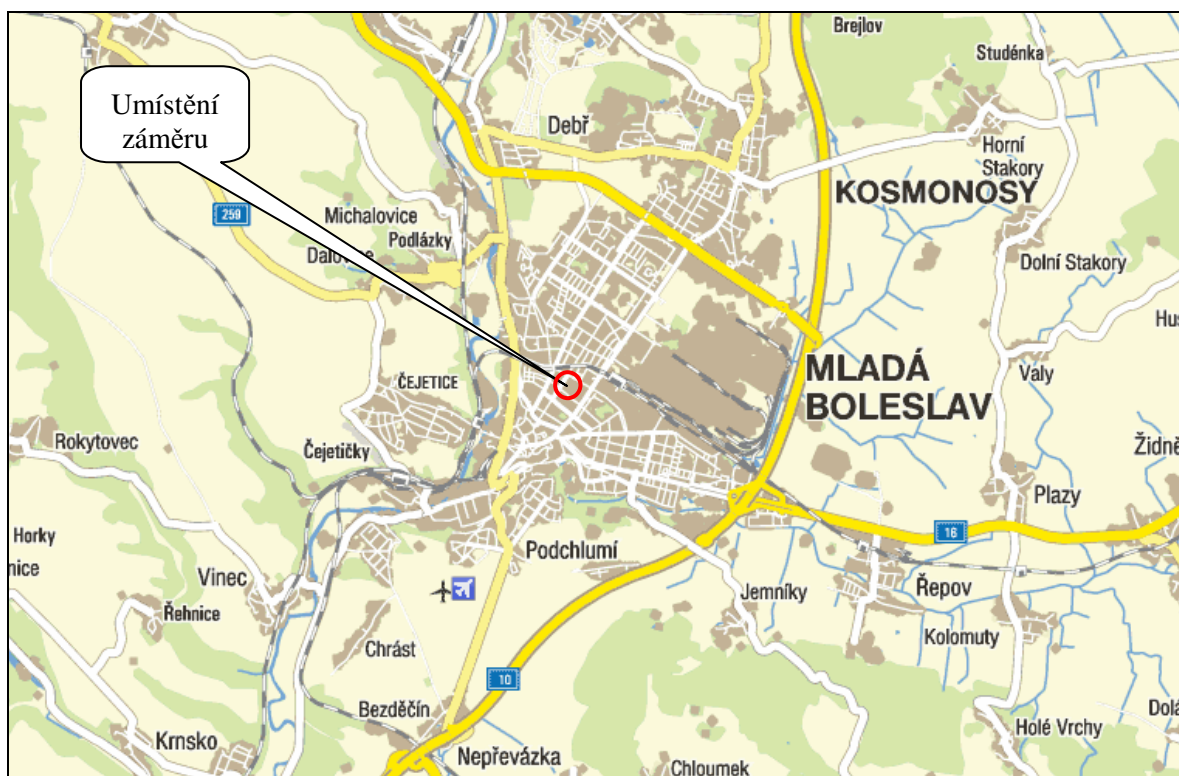 Brejlov
Studénka
Umístění
záměru
Debř
Horní
Stakory
KOSMONOSY
259
Michalovice
Podlázky
Dalovice
Dolní Stakory
MLADÁ
BOLESLAV
Valy
ČEJETICE
Rokytovec
Čejetičky
Židně
Plazy
16
Horky
nice
Podchlumí
Vinec
Řehnice
Jemníky
Řepov
Kolomuty
Chrást
10
Bezděčín
Holé Vrchy
Krnsko
Nepřevázka
Chloumek